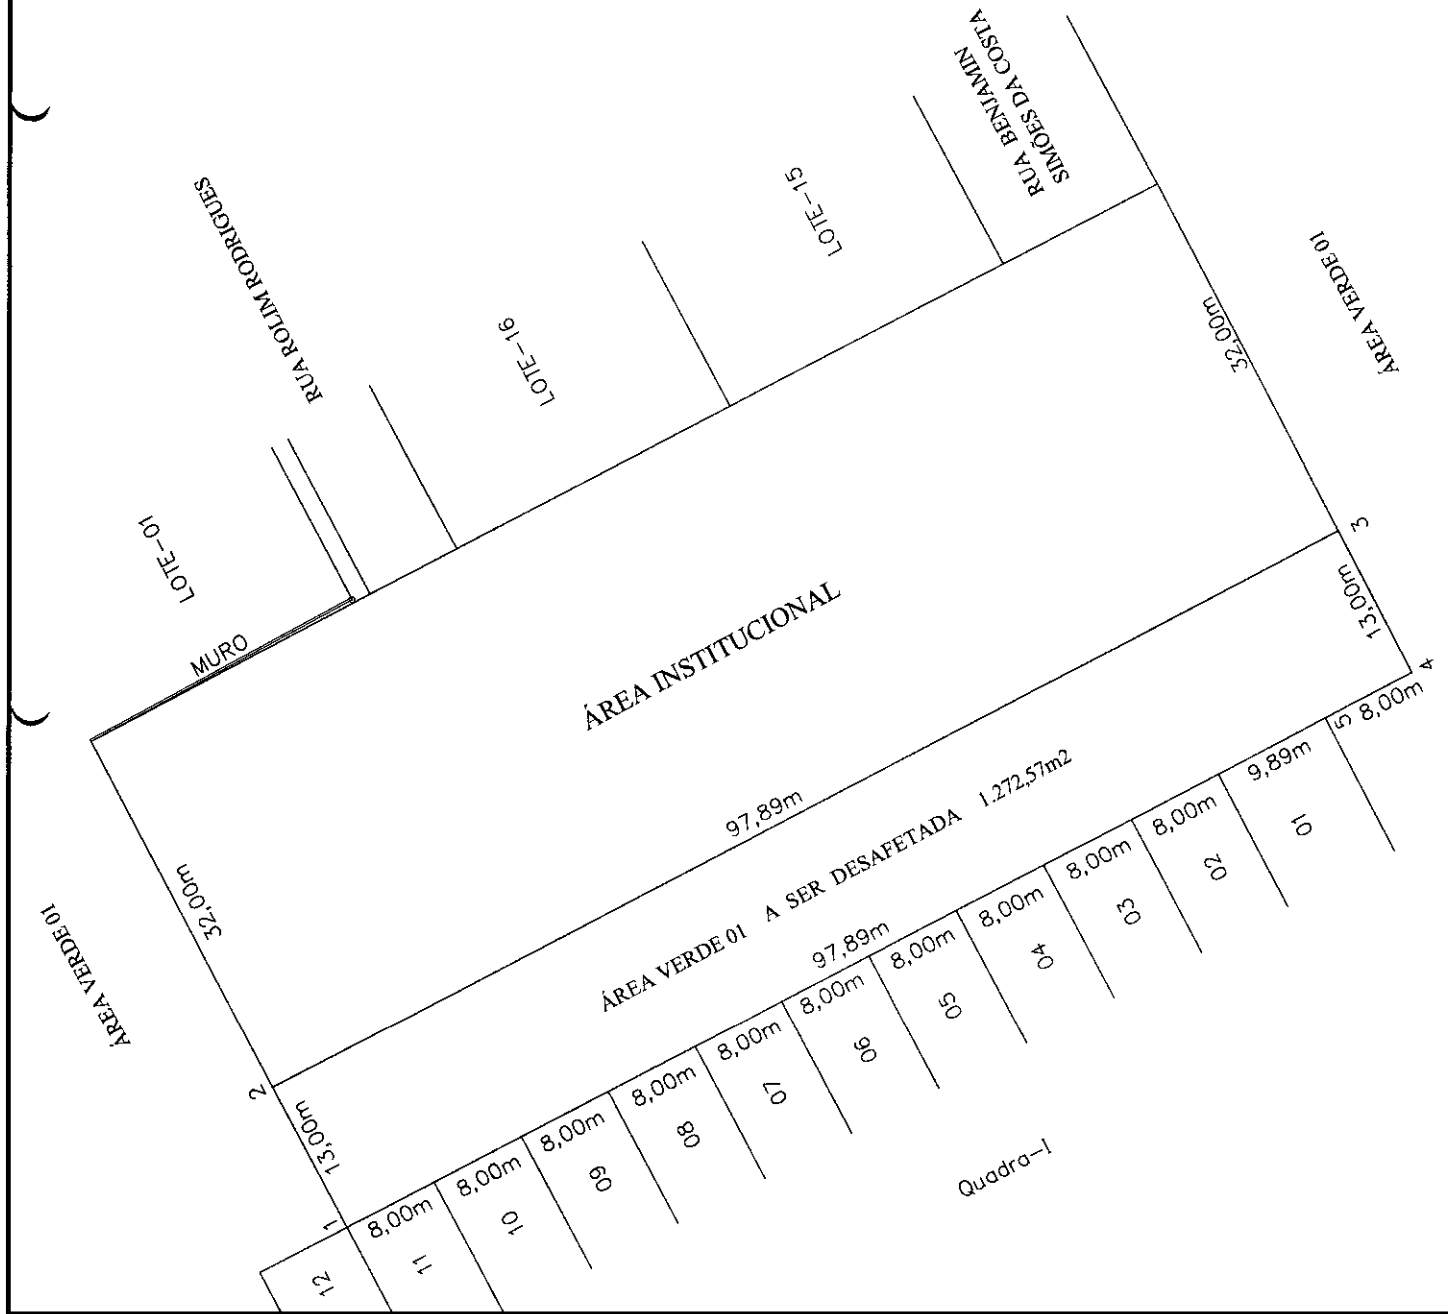 RUA BENJAMIN
SIMÕES DA COSTA
RUA ROLIM RODRIGUES
LOTE-15
LOTE-16
LOTE-01
MURO
ÁREA VERDE 01
32,00m
ÁREA INSTITUCIONAL
32,00m
ÁREA VERDE 01
97,89m
2
3
13,00m
13,00m
ÁREA VERDE 01 A SER DESAFETADA 1.272,57m2
97,89m
1
4
5
8,00m
9,89m
8,00m
8,00m
8,00m
8,00m
8,00m
8,00m
8,00m
8,00m
8,00m
8,00m
8,00m
01
02
03
04
05
06
07
08
09
10
11
12
Quadra-I